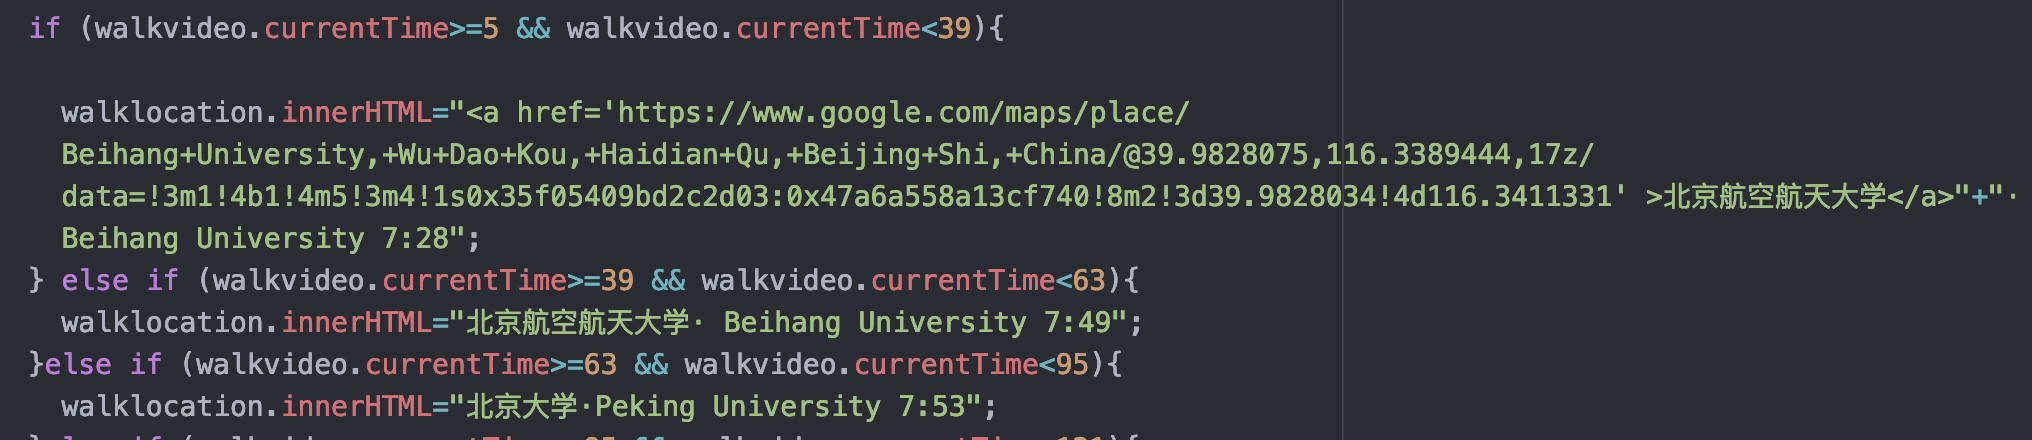 if (walkvideo.currentTime>=5 && walkvideo.currentTime<39){
walklocation.innerHTML="<a href='https://www.google.com/maps/place/
Beihang+University,+Wu+Dao+Kou,+Haidian+Qu,+Beijing+Shi,+China/@39.9828075,116.3389444,17z/
data=!3m1!4b1!4m5!3m4!1s0x35f05409bd2c2d03:0x47a6a558a13cf740!8m2!3d39.9828034!4d116.3411331' >北京航空航天大学</a>"+"·
Beihang University 7:28";
} else if (walkvideo.currentTime>=39 && walkvideo.currentTime<63){
walklocation.innerHTML="北京航空航天大学· Beihang University 7:49";
}else if (walkvideo.currentTime>=63 && walkvideo.currentTime<95){
walklocation.innerHTML="北京大学·Peking University 7:53";